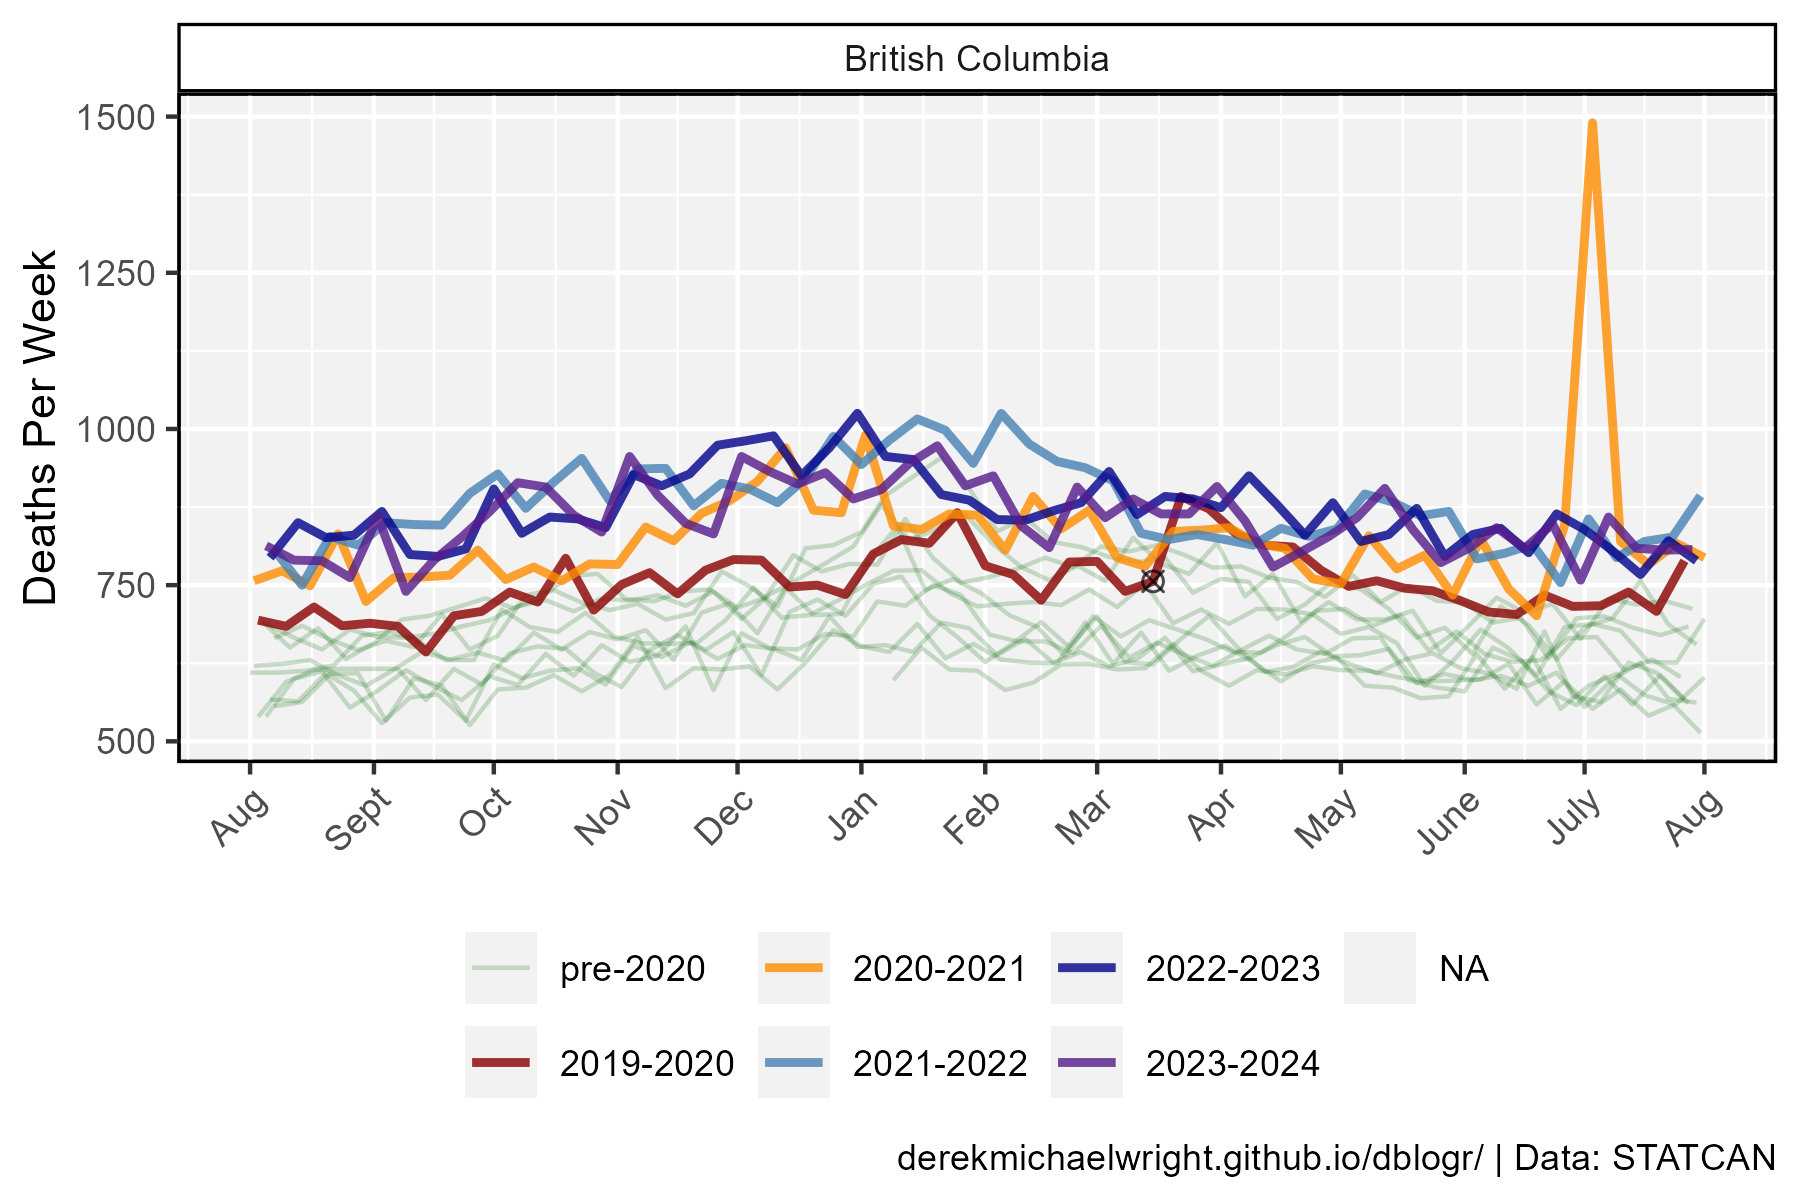 British Columbia
Deaths Per Week
1500
1250
1000
750
500
Aug Sept Oct Nov Dec Jan Feb Mar Apr May June July Aug
pre-2020 2020-2021 2022-2023 NA
2019-2020 2021-2022 2023-2024
derekmichaelwright.github.io/dblogr/ | Data: STATCAN